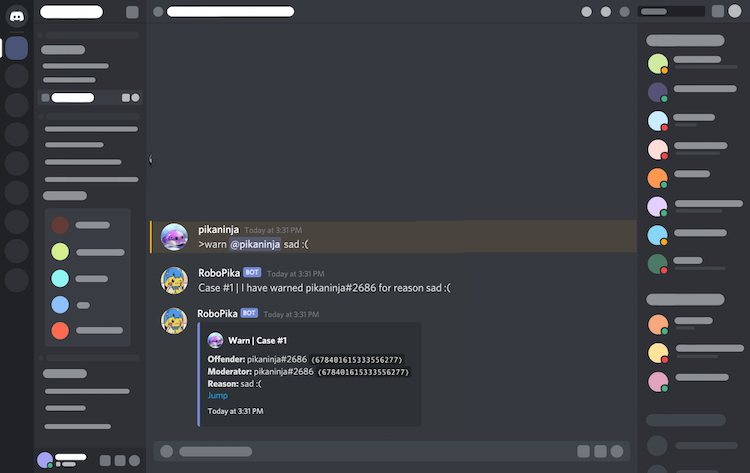 pikaninja Today at 3:31 PM
>warn @pikaninja sad :(
RoboPika BOT Today at 3:31 PM
Case #1 | I have warned pikaninja#2686 for reason sad :(
RoboPika BOT Today at 3:31 PM
Warn | Case #1
Offender: pikaninja#2686 (678401615333556277)
Moderator: pikaninja#2686 (678401615333556277)
Reason: sad :(
Jump
Today at 3:31 PM